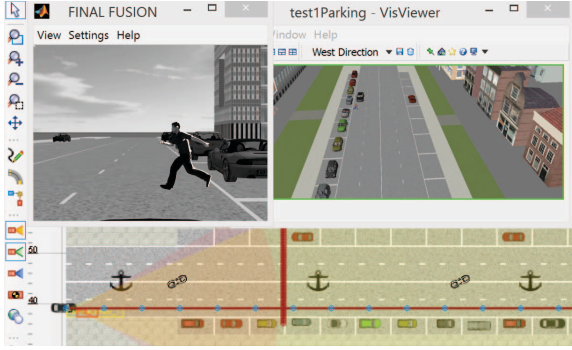 FINAL FUSION
View Settings Help
test1Parking - VisViewer
Window Help
West Direction
50
40